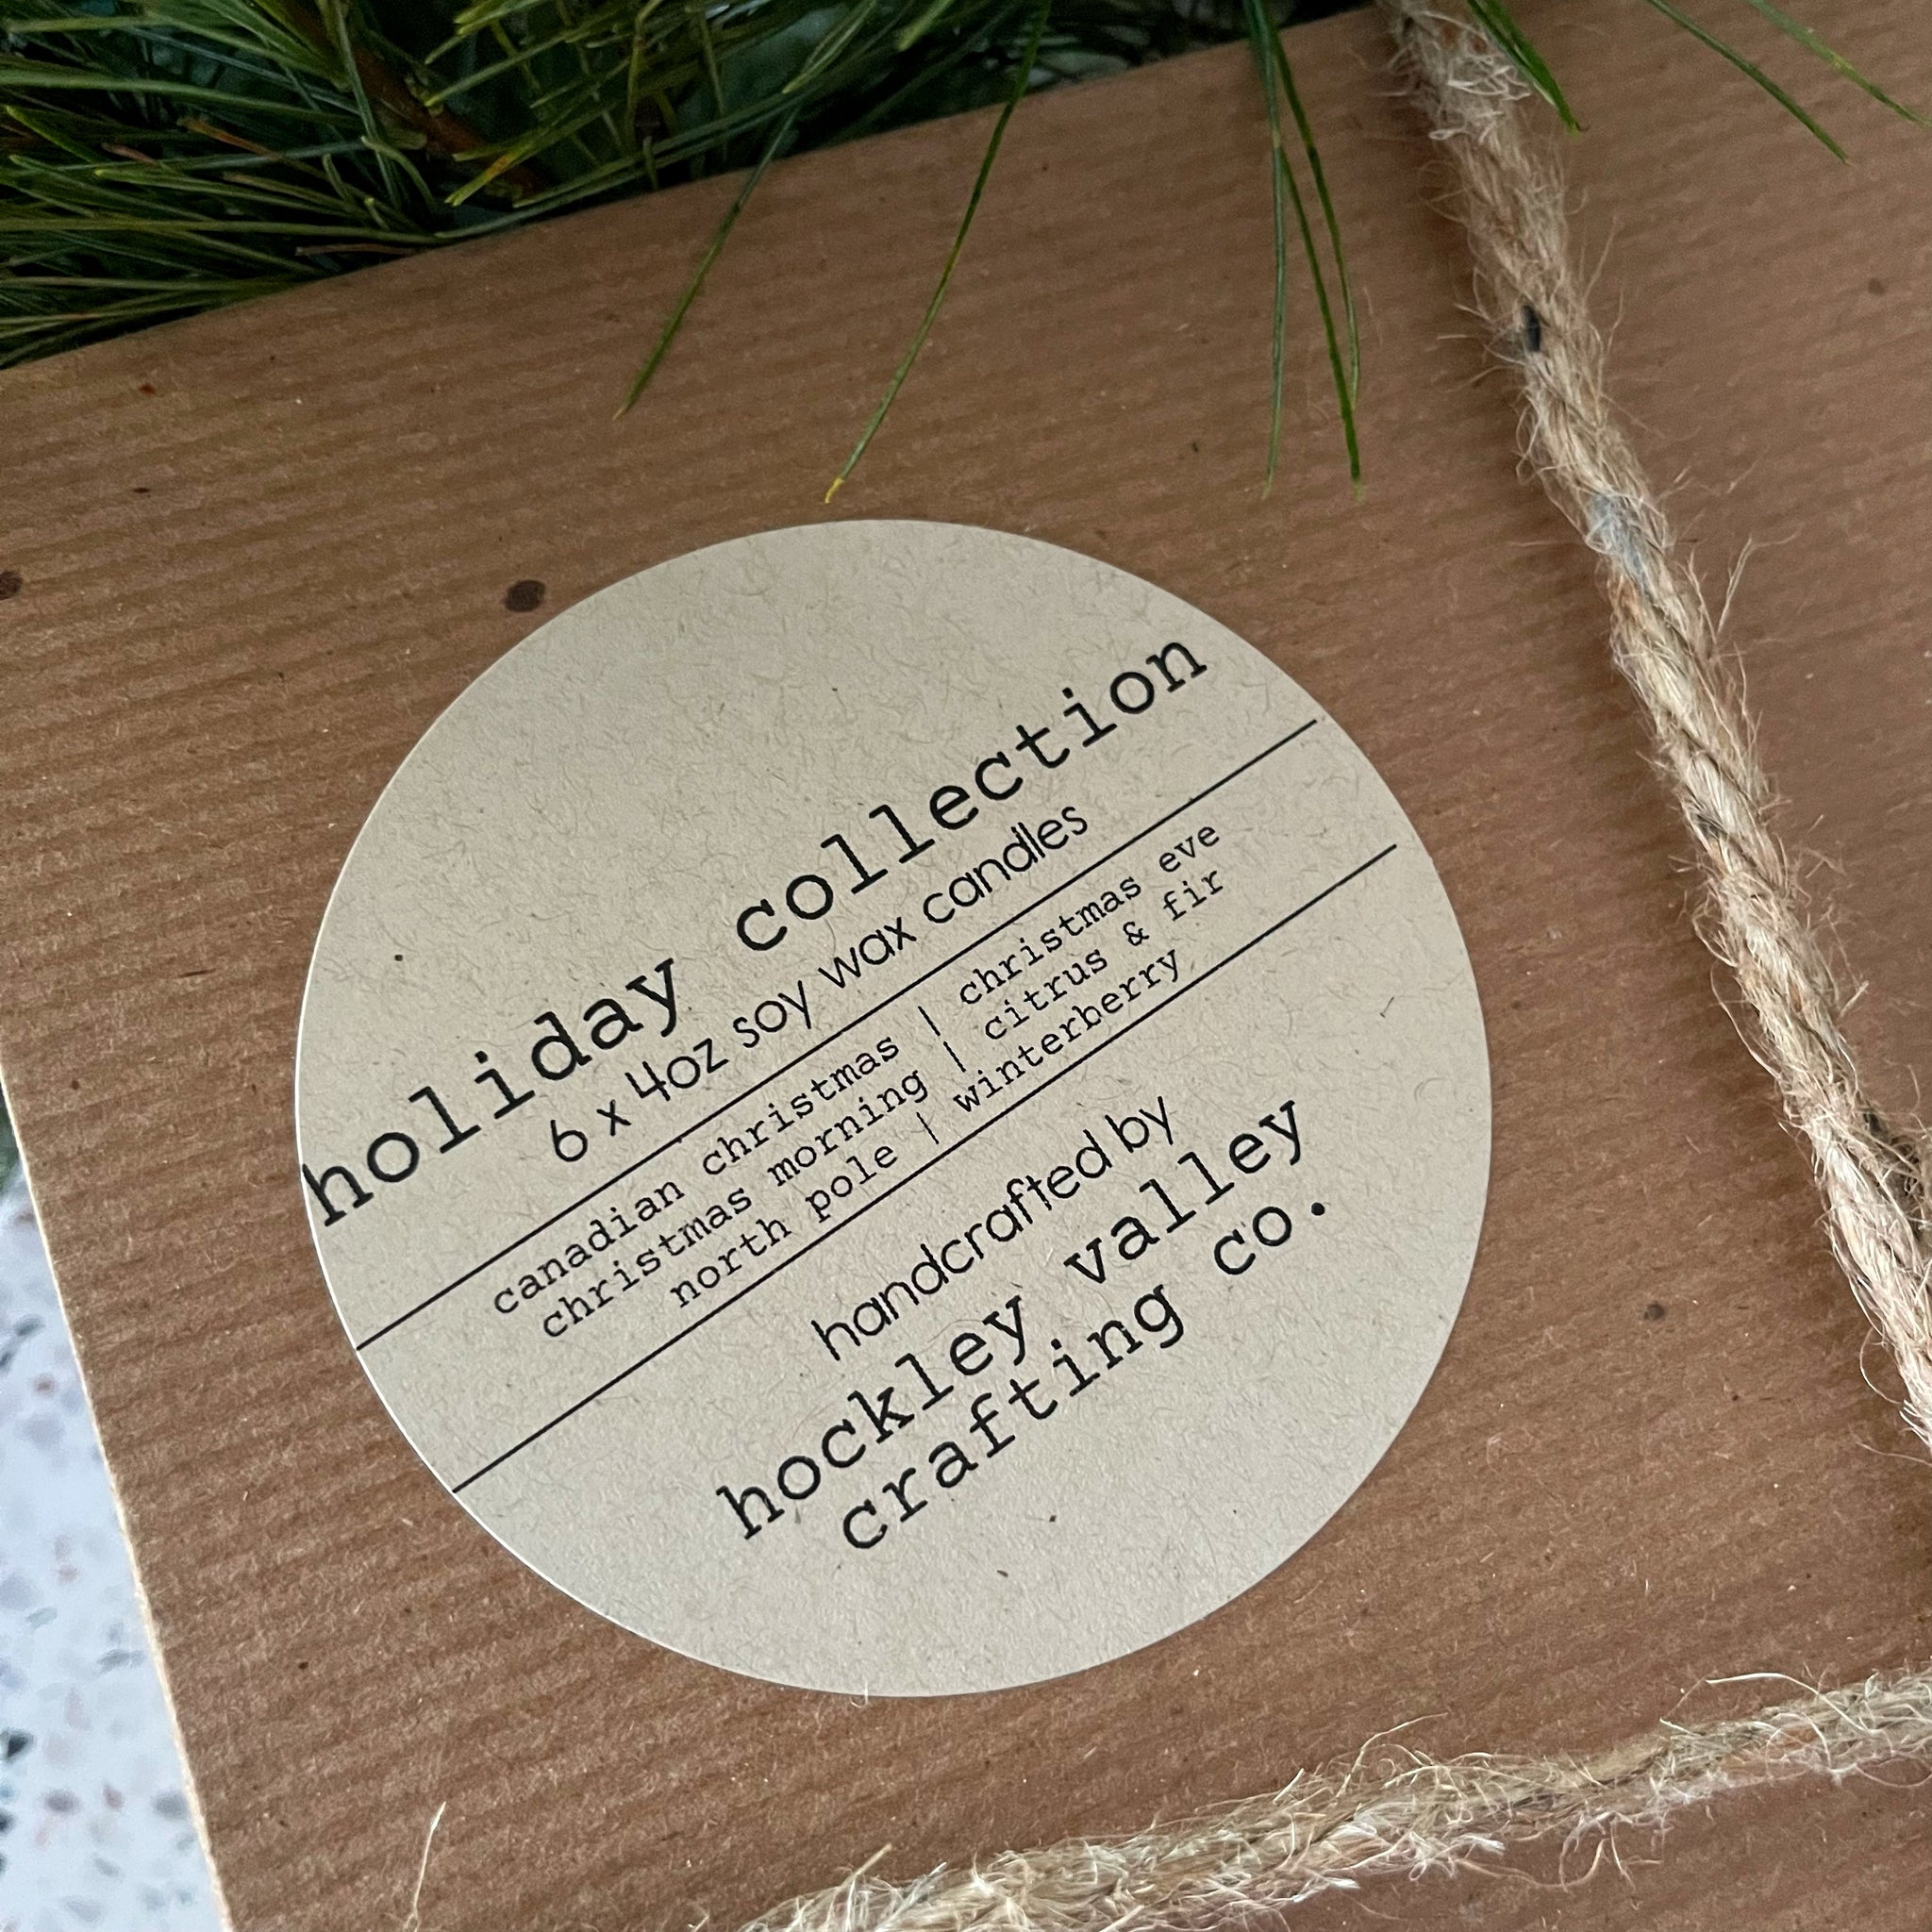 holiday collection
6 x 4oz soy wax candles
canadian christmas | christmas eve
christmas morning | citrus & fir
north pole | winterberry
handcrafted by
hockley valley
crafting co.